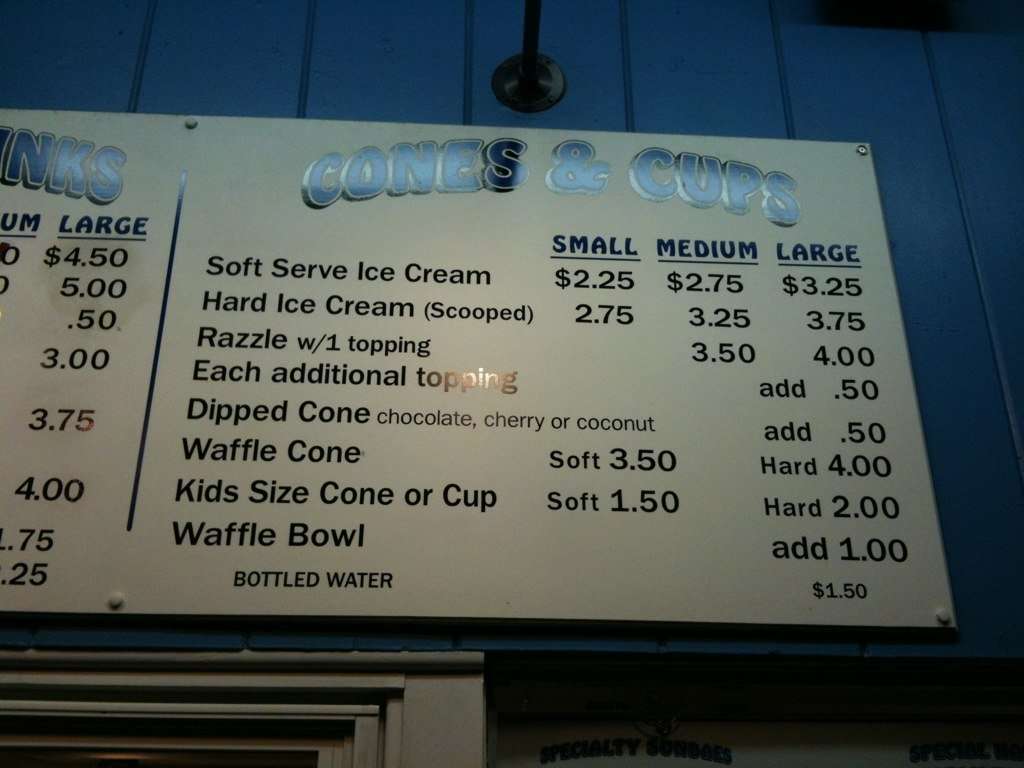 CONES & CUPS
SMALL MEDIUM LARGE
Soft Serve Ice Cream $2.25 $2.75 $3.25
Hard Ice Cream (Scooped) 2.75 3.25 3.75
Razzle w/1 topping 3.50 4.00
Each additional topping add .50
Dipped Cone chocolate, cherry or coconut add .50
Waffle Cone Soft 3.50 Hard 4.00
Kids Size Cone or Cup Soft 1.50 Hard 2.00
Waffle Bowl add 1.00
BOTTLED WATER $1.50
LARGE
$4.50
5.00
.50
3.00
3.75
4.00
.75
.25
SPECIALTY SUNDAES
SPECIAL